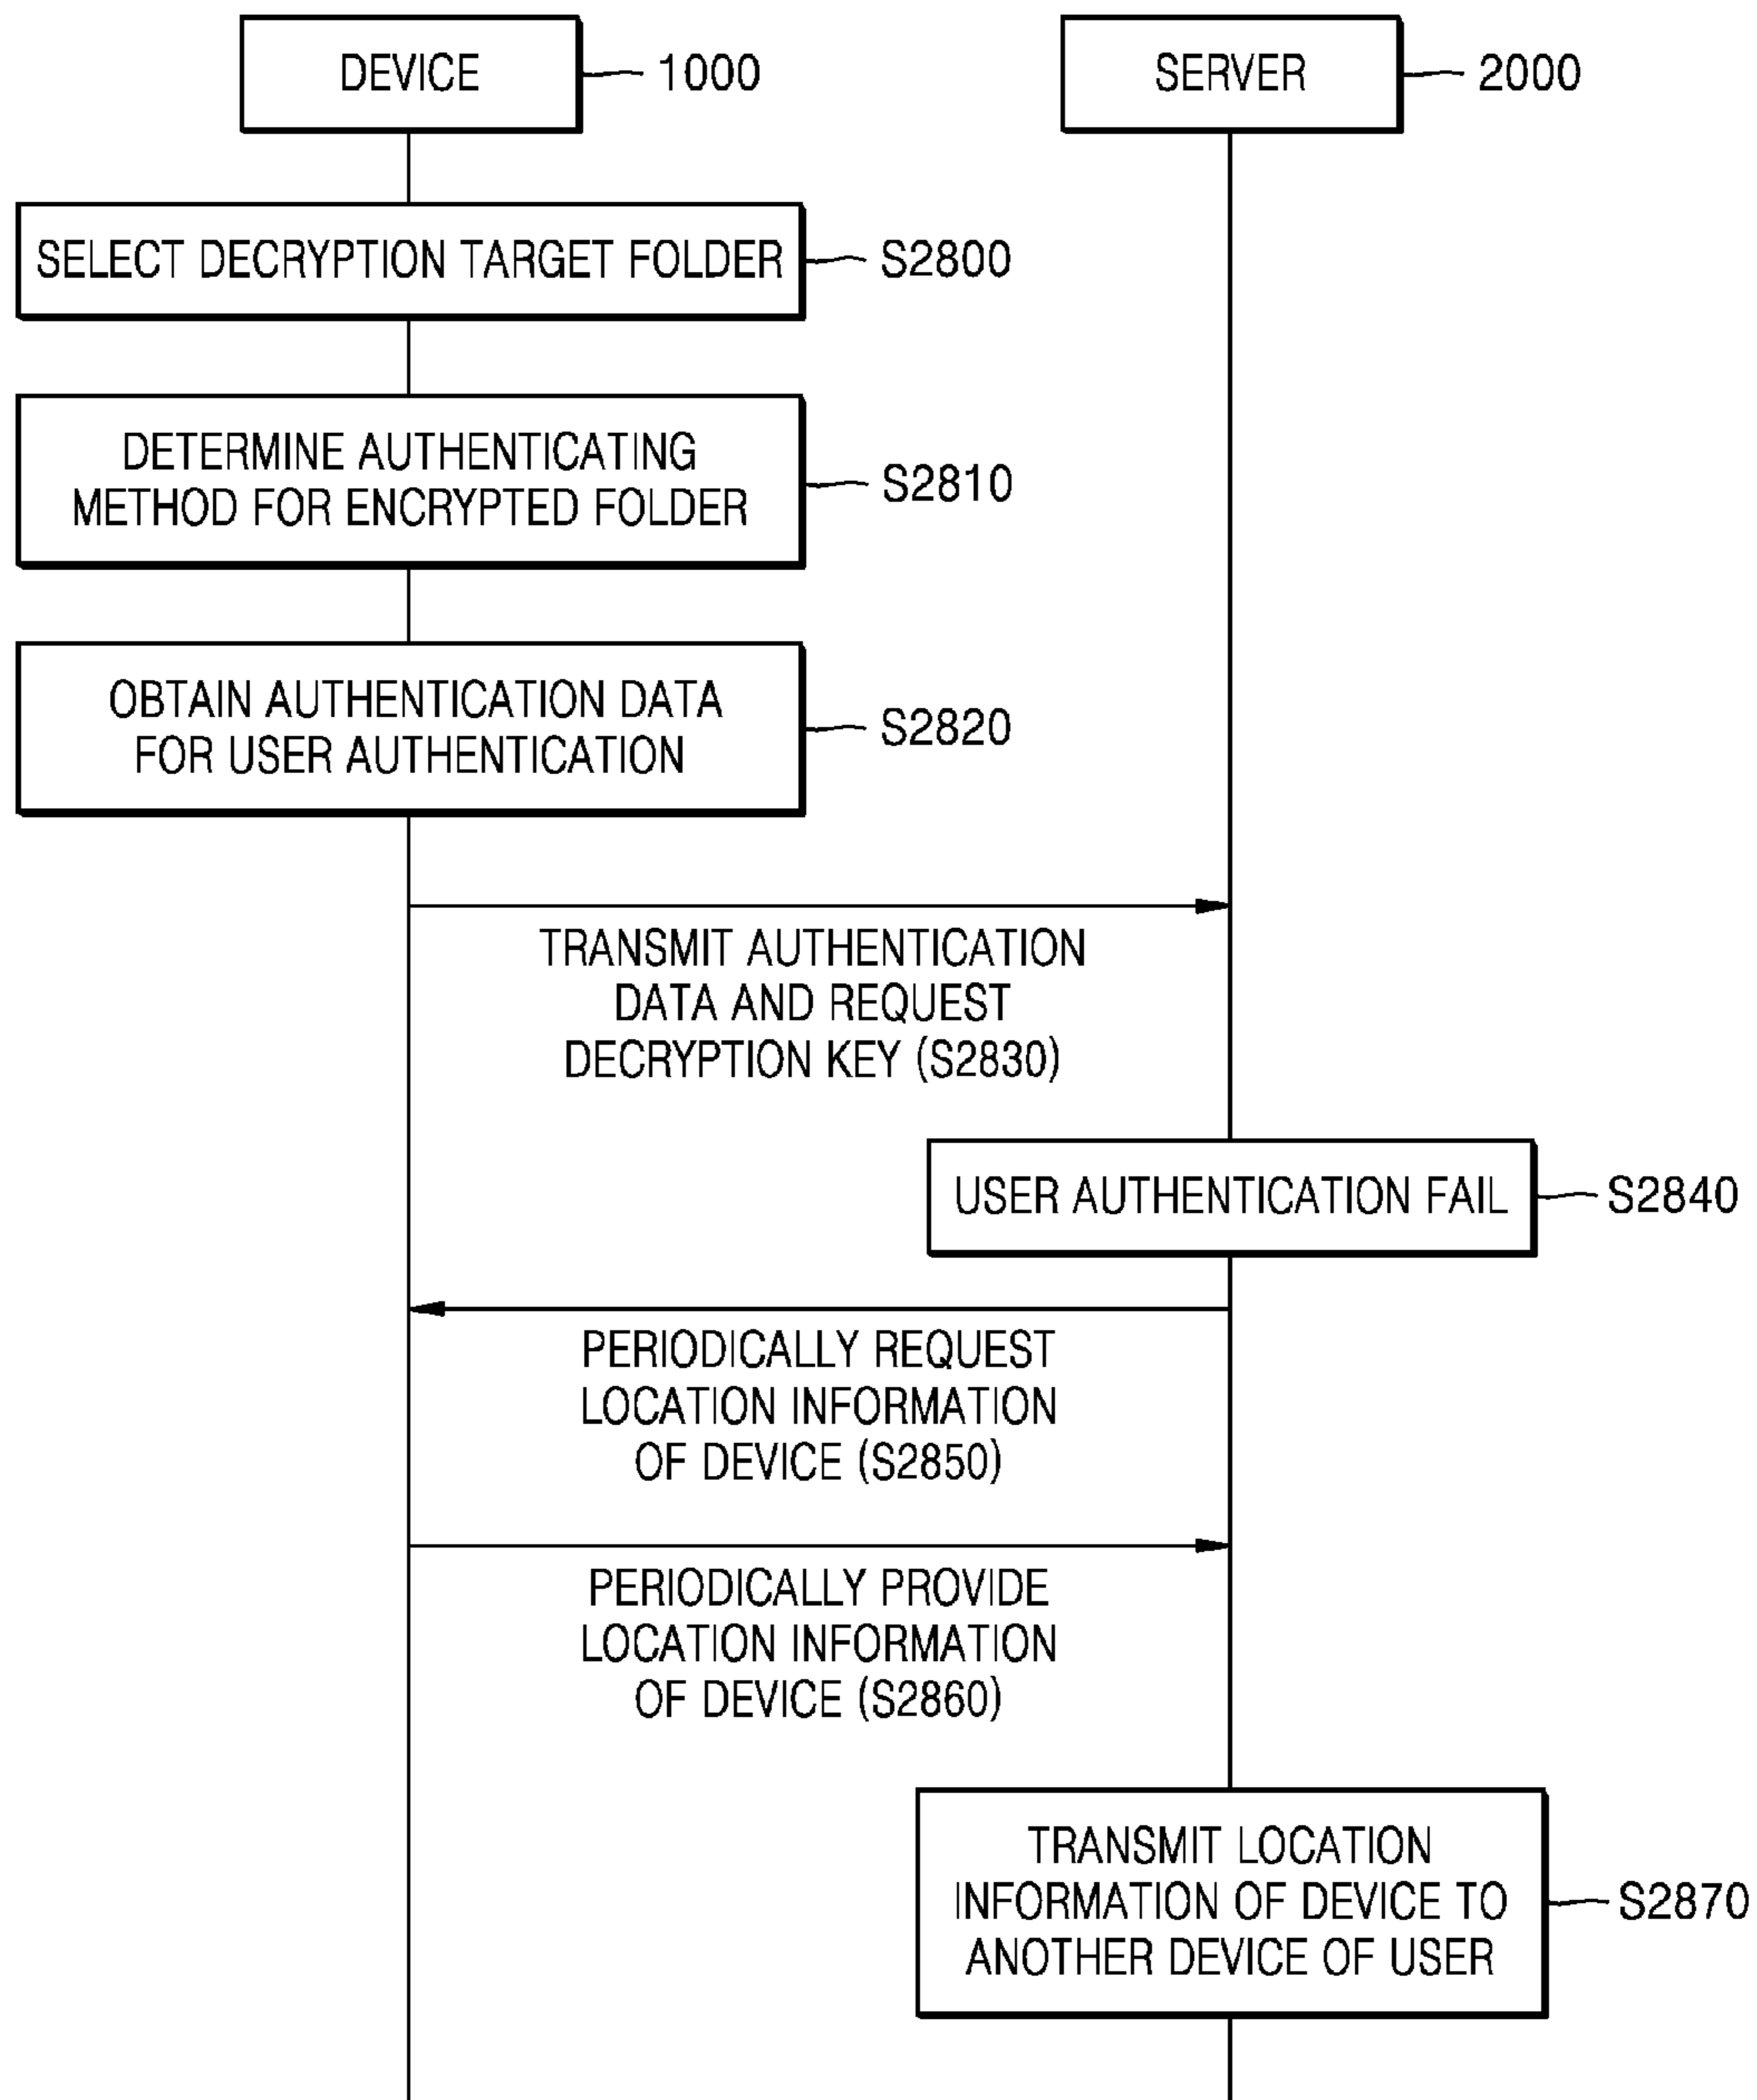 DEVICE 1000
SERVER 2000
SELECT DECRYPTION TARGET FOLDER S2800
DETERMINE AUTHENTICATING
METHOD FOR ENCRYPTED FOLDER
S2810
OBTAIN AUTHENTICATION DATA
FOR USER AUTHENTICATION
S2820
TRANSMIT AUTHENTICATION
DATA AND REQUEST
DECRYPTION KEY (S2830)
USER AUTHENTICATION FAIL S2840
PERIODICALLY REQUEST
LOCATION INFORMATION
OF DEVICE (S2850)
PERIODICALLY PROVIDE
LOCATION INFORMATION
OF DEVICE (S2860)
TRANSMIT LOCATION
INFORMATION OF DEVICE TO
ANOTHER DEVICE OF USER
S2870